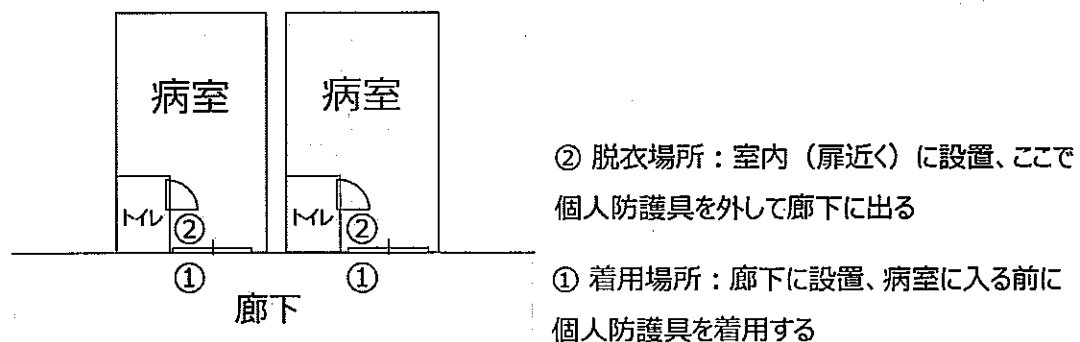 病室
病室
トイレ
トイレ
②
②
①
①
廊下
② 脱衣場所：室内（扉近く）に設置、ここで
個人防護具を外して廊下に出る
① 着用場所：廊下に設置、病室に入る前に
個人防護具を着用する